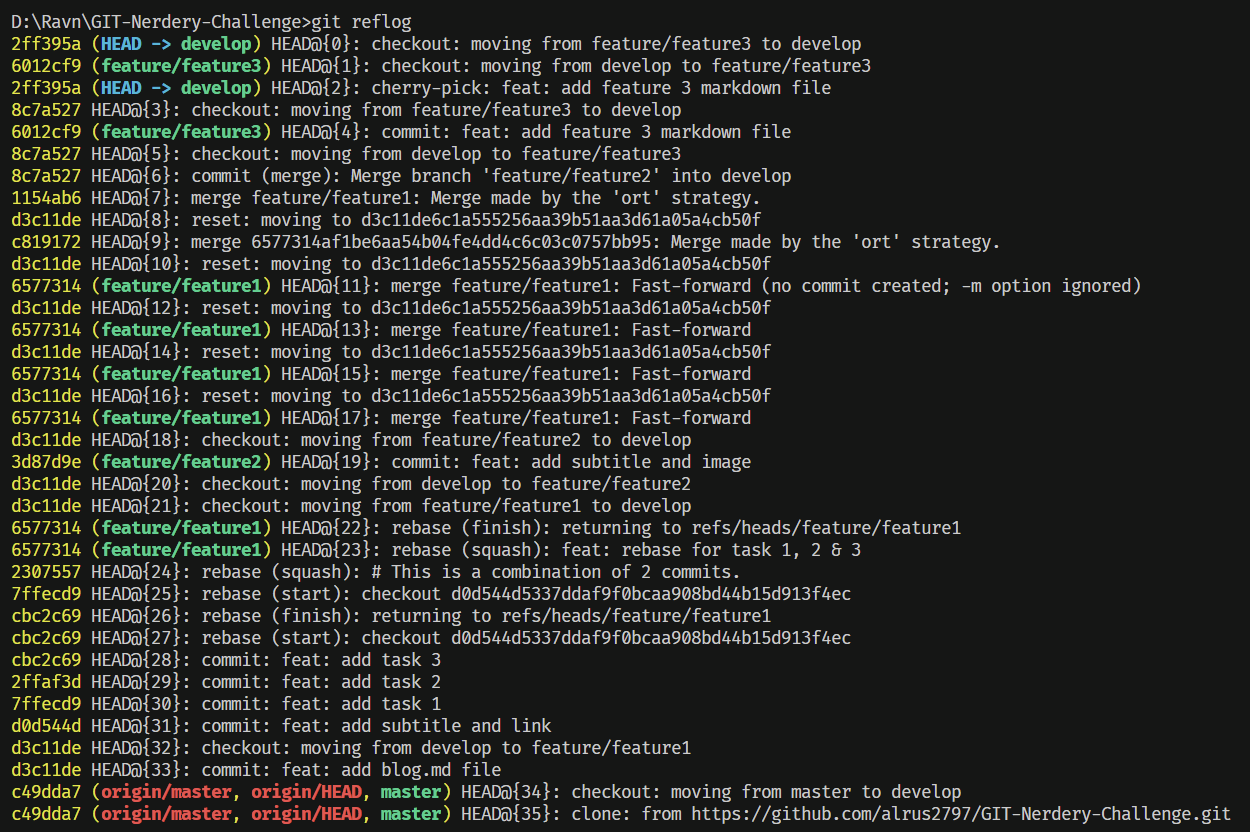 D:\Ravn\GIT-Nerdery-Challenge>git reflog
2ff395a (HEAD -> develop) HEAD@{0}: checkout: moving from feature/feature3 to develop
6012cf9 (feature/feature3) HEAD@{1}: checkout: moving from develop to feature/feature3
2ff395a (HEAD -> develop) HEAD@{2}: cherry-pick: feat: add feature 3 markdown file
8c7a527 HEAD@{3}: checkout: moving from feature/feature3 to develop
6012cf9 (feature/feature3) HEAD@{4}: commit: feat: add feature 3 markdown file
8c7a527 HEAD@{5}: checkout: moving from develop to feature/feature3
8c7a527 HEAD@{6}: commit (merge): Merge branch 'feature/feature2' into develop
1154ab6 HEAD@{7}: merge feature/feature1: Merge made by the 'ort' strategy.
d3c11de HEAD@{8}: reset: moving to d3c11de6c1a555256aa39b51aa3d61a05a4cb50f
c819172 HEAD@{9}: merge 6577314af1be6aa54b04fe4dd4c6c03c0757bb95: Merge made by the 'ort' strategy.
d3c11de HEAD@{10}: reset: moving to d3c11de6c1a555256aa39b51aa3d61a05a4cb50f
6577314 (feature/feature1) HEAD@{11}: merge feature/feature1: Fast-forward (no commit created; -m option ignored)
d3c11de HEAD@{12}: reset: moving to d3c11de6c1a555256aa39b51aa3d61a05a4cb50f
6577314 (feature/feature1) HEAD@{13}: merge feature/feature1: Fast-forward
d3c11de HEAD@{14}: reset: moving to d3c11de6c1a555256aa39b51aa3d61a05a4cb50f
6577314 (feature/feature1) HEAD@{15}: merge feature/feature1: Fast-forward
d3c11de HEAD@{16}: reset: moving to d3c11de6c1a555256aa39b51aa3d61a05a4cb50f
6577314 (feature/feature1) HEAD@{17}: merge feature/feature1: Fast-forward
d3c11de HEAD@{18}: checkout: moving from feature/feature2 to develop
3d87d9e (feature/feature2) HEAD@{19}: commit: feat: add subtitle and image
d3c11de HEAD@{20}: checkout: moving from develop to feature/feature2
d3c11de HEAD@{21}: checkout: moving from feature/feature1 to develop
6577314 (feature/feature1) HEAD@{22}: rebase (finish): returning to refs/heads/feature/feature1
6577314 (feature/feature1) HEAD@{23}: rebase (squash): feat: rebase for task 1, 2 & 3
2307557 HEAD@{24}: rebase (squash): # This is a combination of 2 commits.
7ffecd9 HEAD@{25}: rebase (start): checkout d0d544d5337ddaf9f0bcaa908bd44b15d913f4ec
cbc2c69 HEAD@{26}: rebase (finish): returning to refs/heads/feature/feature1
cbc2c69 HEAD@{27}: rebase (start): checkout d0d544d5337ddaf9f0bcaa908bd44b15d913f4ec
cbc2c69 HEAD@{28}: commit: feat: add task 3
2ffaf3d HEAD@{29}: commit: feat: add task 2
7ffecd9 HEAD@{30}: commit: feat: add task 1
d0d544d HEAD@{31}: commit: feat: add subtitle and link
d3c11de HEAD@{32}: checkout: moving from develop to feature/feature1
d3c11de HEAD@{33}: commit: feat: add blog.md file
c49dda7 (origin/master, origin/HEAD, master) HEAD@{34}: checkout: moving from master to develop
c49dda7 (origin/master, origin/HEAD, master) HEAD@{35}: clone: from https://github.com/alrus2797/GIT-Nerdery-Challenge.git